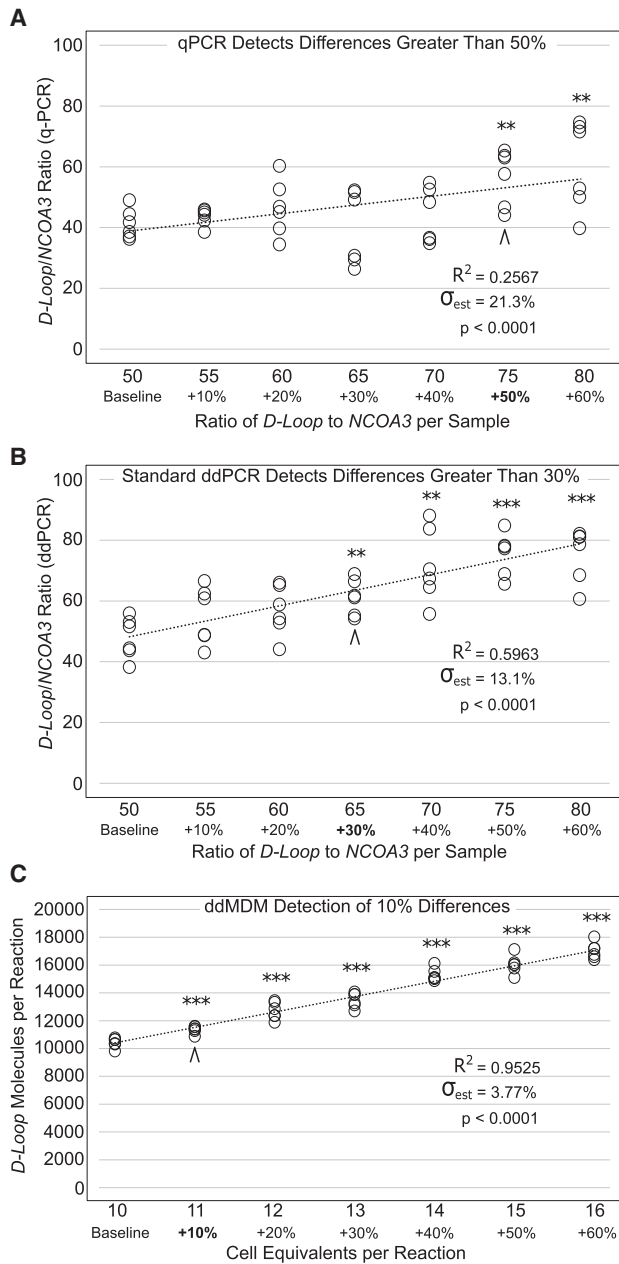 A
qPCR Detects Differences Greater Than 50%
D-Loop/NCOA3 Ratio (q-PCR)
100
80
60
40
20
0
**
**
^
R² = 0.2567
σest = 21.3%
p < 0.0001
50 55 60 65 70 75 80
Baseline +10% +20% +30% +40% +50% +60%
Ratio of D-Loop to NCOA3 per Sample
B
Standard ddPCR Detects Differences Greater Than 30%
D-Loop/NCOA3 Ratio (ddPCR)
100
80
60
40
20
0
**
**
***
***
^
R² = 0.5963
σest = 13.1%
p < 0.0001
50 55 60 65 70 75 80
Baseline +10% +20% +30% +40% +50% +60%
Ratio of D-Loop to NCOA3 per Sample
C
ddMDM Detection of 10% Differences
D-Loop Molecules per Reaction
20000
18000
16000
14000
12000
10000
8000
6000
4000
2000
0
***
***
***
***
***
***
^
R² = 0.9525
σest = 3.77%
p < 0.0001
10 11 12 13 14 15 16
Baseline +10% +20% +30% +40% +50% +60%
Cell Equivalents per Reaction